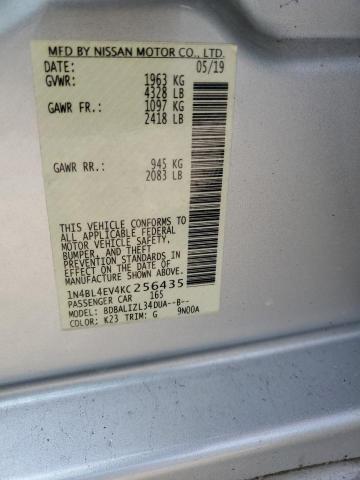 MFD BY NISSAN MOTOR CO., LTD.
DATE: 05/19
GVWR: 1963 KG
4328 LB
GAWR FR.: 1097 KG
2418 LB
GAWR RR.: 945 KG
2083 LB
THIS VEHICLE CONFORMS TO
ALL APPLICABLE FEDERAL
MOTOR VEHICLE SAFETY,
BUMPER, AND THEFT
PREVENTION STANDARDS IN
EFFECT ON THE DATE OF
MANUFACTURE SHOWN ABOVE.
1N4BL4EV4KC256435
PASSENGER CAR 165
MODEL: BDBALIZL34DUA--B--
COLOR: K23 TRIM: G 9N00A